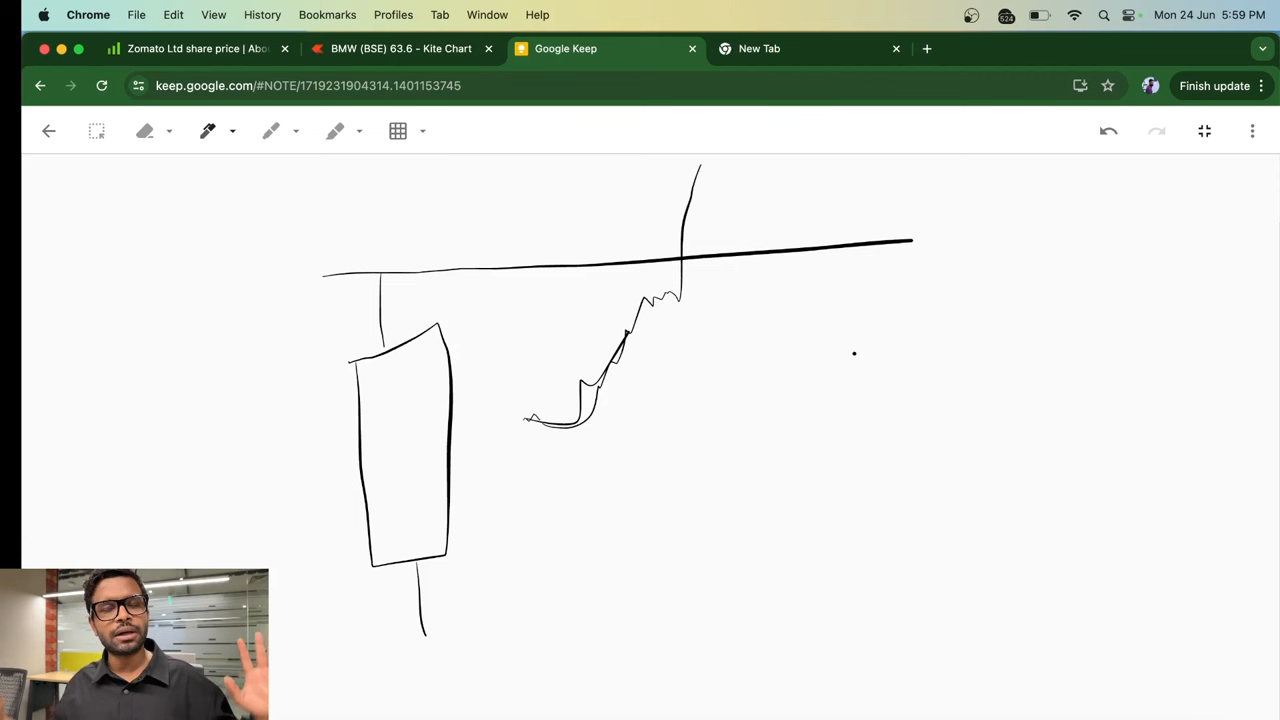 Chrome File Edit View History Bookmarks Profiles Tab Window Help 524 Mon 24 Jun 5:59 PM
Zomato Ltd share price | Abo BMW (BSE) 63.6 - Kite Chart Google Keep New Tab
keep.google.com/#NOTE/1719231904314.1401153745 Finish update